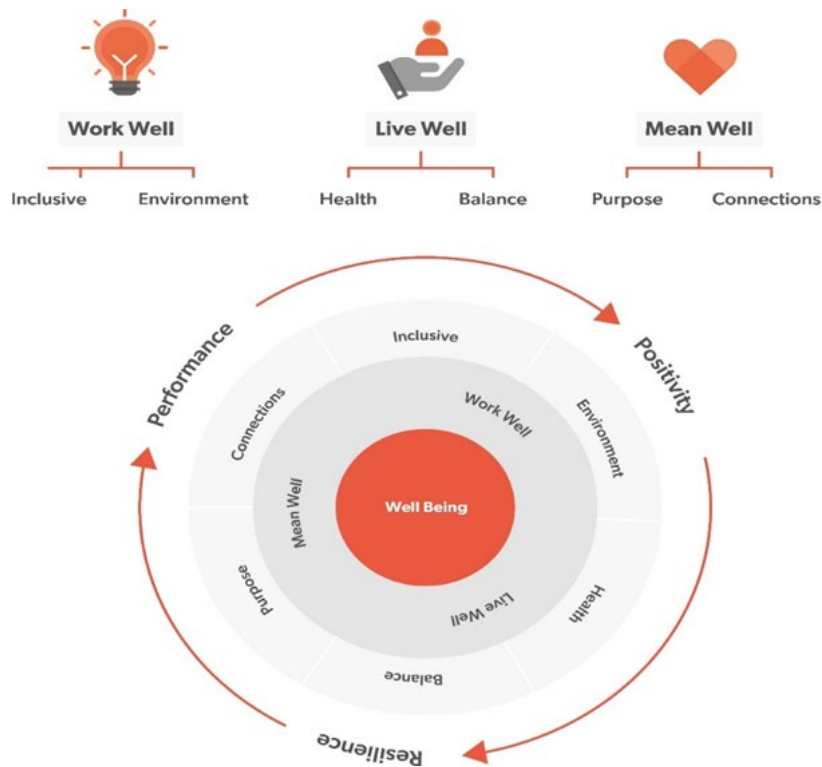 Work Well
Live Well
Mean Well
Inclusive
Environment
Health
Balance
Purpose
Connections
Performance
Positivity
Resilience
Inclusive
Environment
Health
Balance
Purpose
Connections
Work Well
Live Well
Mean Well
Well Being